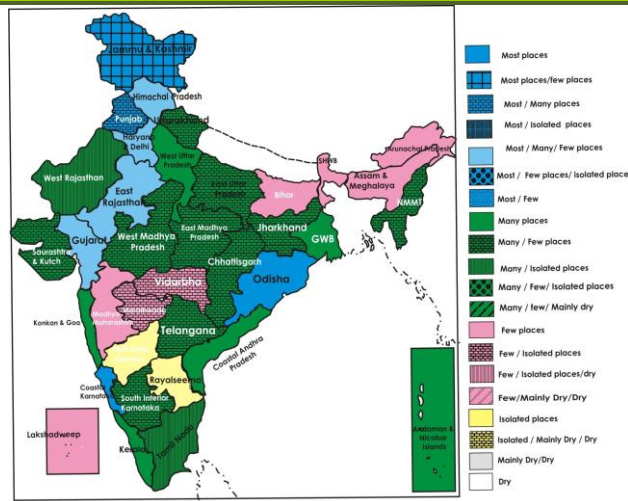 Jammu & Kashmir
Himachal Pradesh
Punjab
Uttarakhand
Haryana
& Delhi
West Uttar
Pradesh
West Rajasthan
East
Rajasthan
East Uttar
Pradesh
Bihar
SHWB
Arunachal Pradesh
Assam &
Meghalaya
NMMT
Gujarat
Saurashtra
& Kutch
West Madhya
Pradesh
East Madhya
Pradesh
Jharkhand
GWB
Chhattisgarh
Odisha
Vidarbha
Madhya
Maharashtra
Marathwada
Konkan & Goa
Telangana
Coastal Andhra
Pradesh
Rayalseema
Coastal
Karnataka
South Interior
Karnataka
Kerala
Tamil Nadu
Lakshadweep
Andaman &
Nicobar
Islands
Most places
Most places/few places
Most / Many places
Most / Isolated places
Most / Many/Few places
Most / Few places/ Isolated place
Most / Few
Many places
Many / Few places
Many / Isolated places
Many / Few/ Isolated places
Many / few/ Mainly dry
Few places
Few / Isolated places
Few / Isolated places/dry
Few/Mainly Dry/Dry
Isolated places
Isolated / Mainly Dry / Dry
Mainly Dry/Dry
Dry